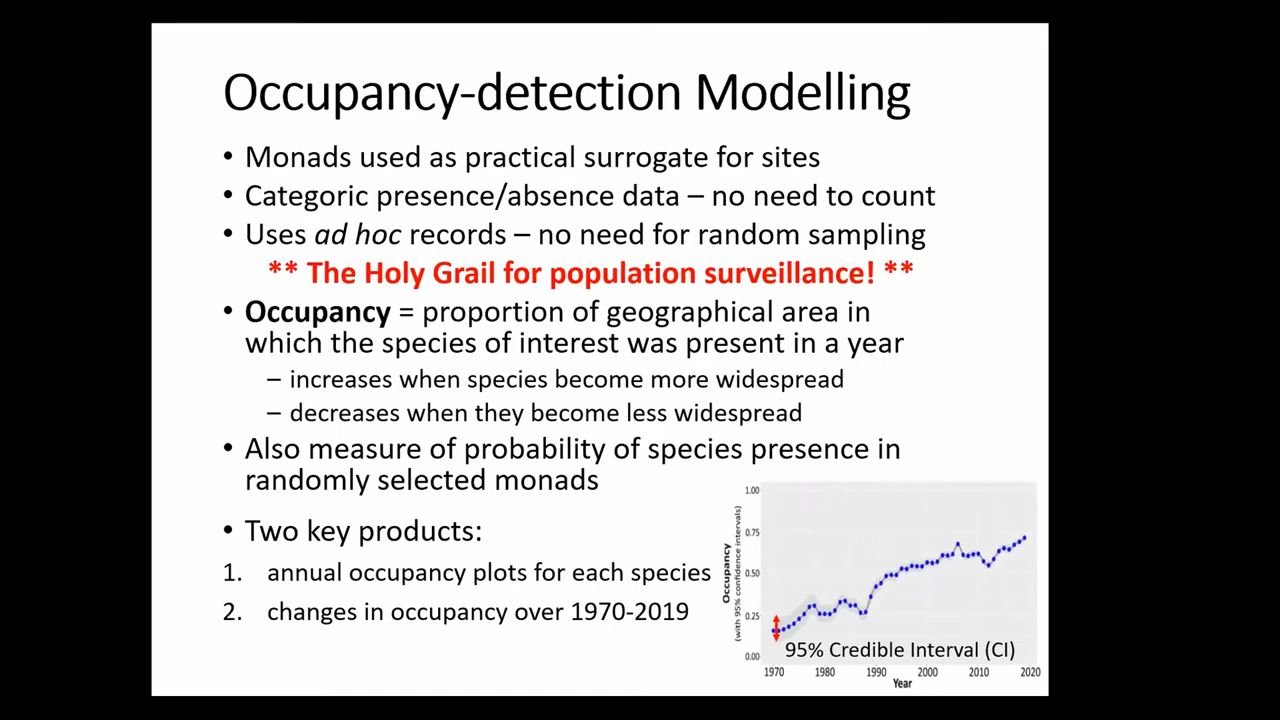 Occupancy-detection Modelling
• Monads used as practical surrogate for sites
• Categoric presence/absence data – no need to count
• Uses ad hoc records – no need for random sampling
** The Holy Grail for population surveillance! **
• Occupancy = proportion of geographical area in
which the species of interest was present in a year
– increases when species become more widespread
– decreases when they become less widespread
• Also measure of probability of species presence in
randomly selected monads
• Two key products:
1. annual occupancy plots for each species
2. changes in occupancy over 1970-2019
Occupancy
(with 95% confidence intervals)
1.00
0.75
0.50
0.25
0.00
95% Credible Interval (CI)
1970 1980 1990 2000 2010 2020
Year